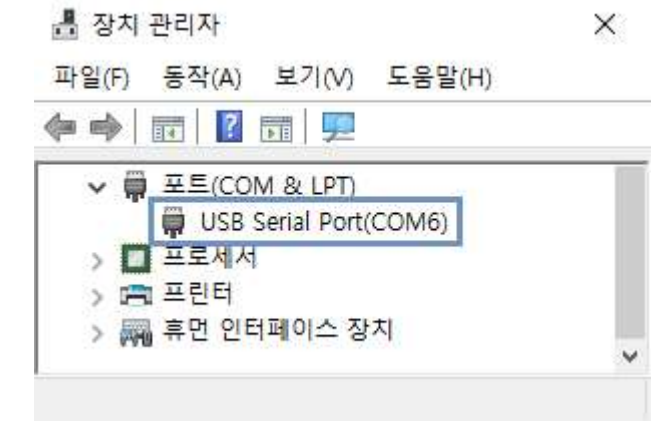 장치 관리자
파일(F) 동작(A) 보기(V) 도움말(H)
포트(COM & LPT)
USB Serial Port(COM6)
프로세서
프린터
휴먼 인터페이스 장치